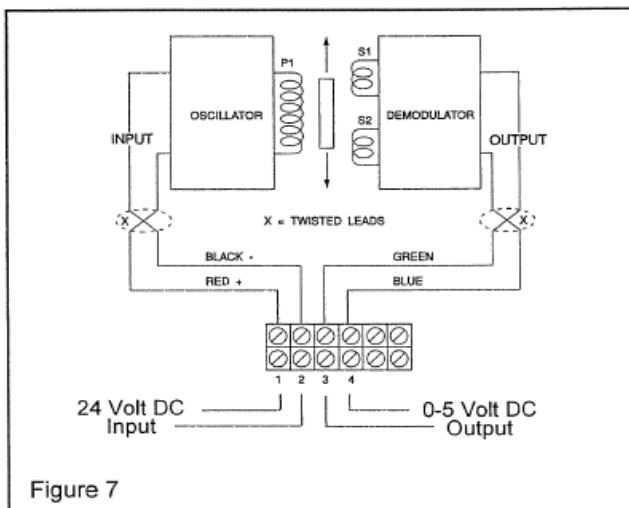 P1
S1
OSCILLATOR
S2
DEMODULATOR
INPUT
OUTPUT
X
X = TWISTED LEADS
X
BLACK -
GREEN
RED +
BLUE
1 2 3 4
24 Volt DC
Input
0-5 Volt DC
Output
Figure 7